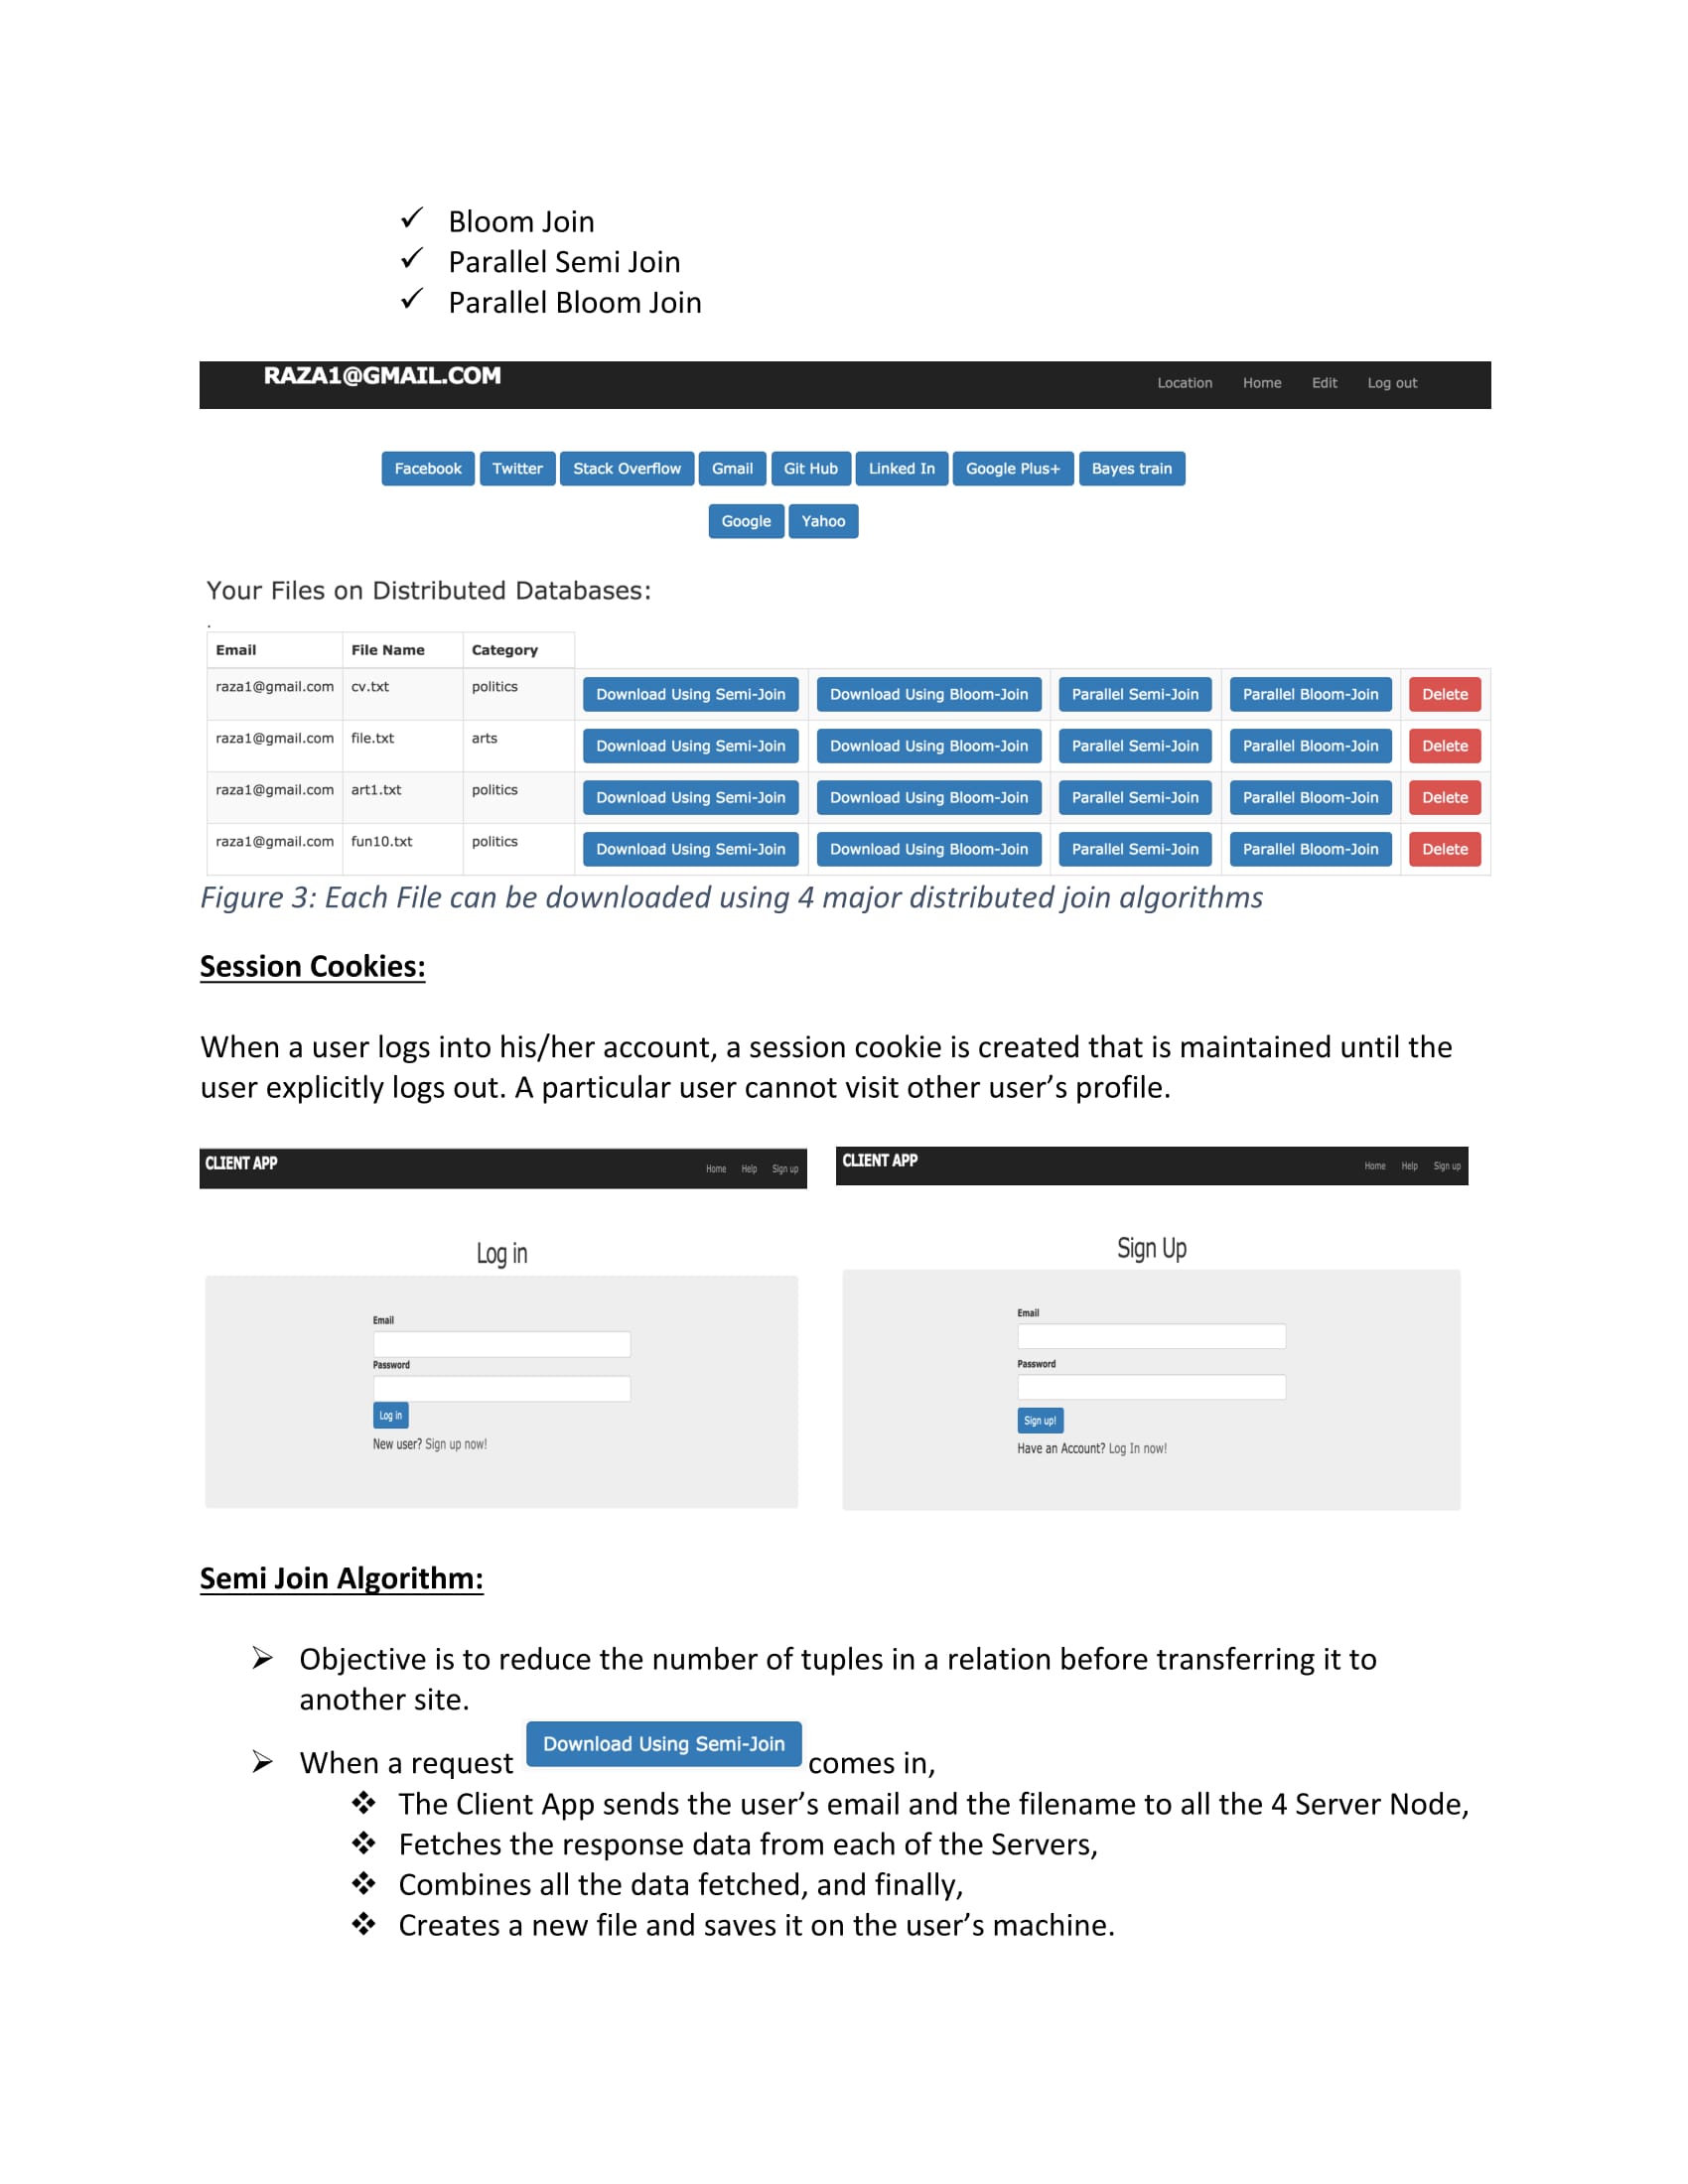 ✓ Bloom Join
✓ Parallel Semi Join
✓ Parallel Bloom Join
RAZA1@GMAIL.COM Location Home Edit Log out
Facebook Twitter Stack Overflow Gmail Git Hub Linked In Google Plus+ Bayes train
Google Yahoo
Your Files on Distributed Databases:
.
Email File Name Category
raza1@gmail.com cv.txt politics Download Using Semi-Join Download Using Bloom-Join Parallel Semi-Join Parallel Bloom-Join Delete
raza1@gmail.com file.txt arts Download Using Semi-Join Download Using Bloom-Join Parallel Semi-Join Parallel Bloom-Join Delete
raza1@gmail.com art1.txt politics Download Using Semi-Join Download Using Bloom-Join Parallel Semi-Join Parallel Bloom-Join Delete
raza1@gmail.com fun10.txt politics Download Using Semi-Join Download Using Bloom-Join Parallel Semi-Join Parallel Bloom-Join Delete
Figure 3: Each File can be downloaded using 4 major distributed join algorithms
Session Cookies:
When a user logs into his/her account, a session cookie is created that is maintained until the
user explicitly logs out. A particular user cannot visit other user’s profile.
CLIENT APP Home Help Sign up
Log in
Email
Password
Log in
New user? Sign up now!
CLIENT APP Home Help Sign up
Sign Up
Email
Password
Sign up!
Have an Account? Log In now!
Semi Join Algorithm:
➢ Objective is to reduce the number of tuples in a relation before transferring it to
another site.
➢ When a request Download Using Semi-Join comes in,
❖ The Client App sends the user’s email and the filename to all the 4 Server Node,
❖ Fetches the response data from each of the Servers,
❖ Combines all the data fetched, and finally,
❖ Creates a new file and saves it on the user’s machine.